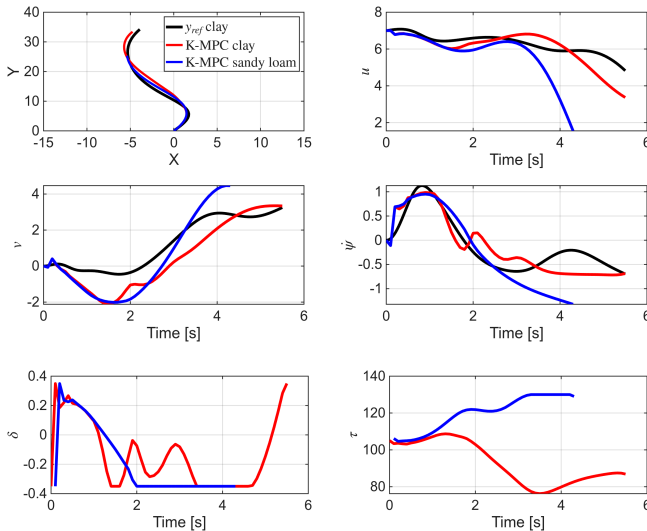 40
30
20
10
0
Y
-15 -10 -5 0 5 10 15
X
y_ref clay
K-MPC clay
K-MPC sandy loam
8
6
4
2
u
0 2 4 6
Time [s]
4
2
0
-2
v
0 2 4 6
Time [s]
1
0.5
0
-0.5
-1
ψ̇
0 2 4 6
Time [s]
0.4
0.2
0
-0.2
-0.4
δ
0 2 4 6
Time [s]
140
120
100
80
τ
0 2 4 6
Time [s]